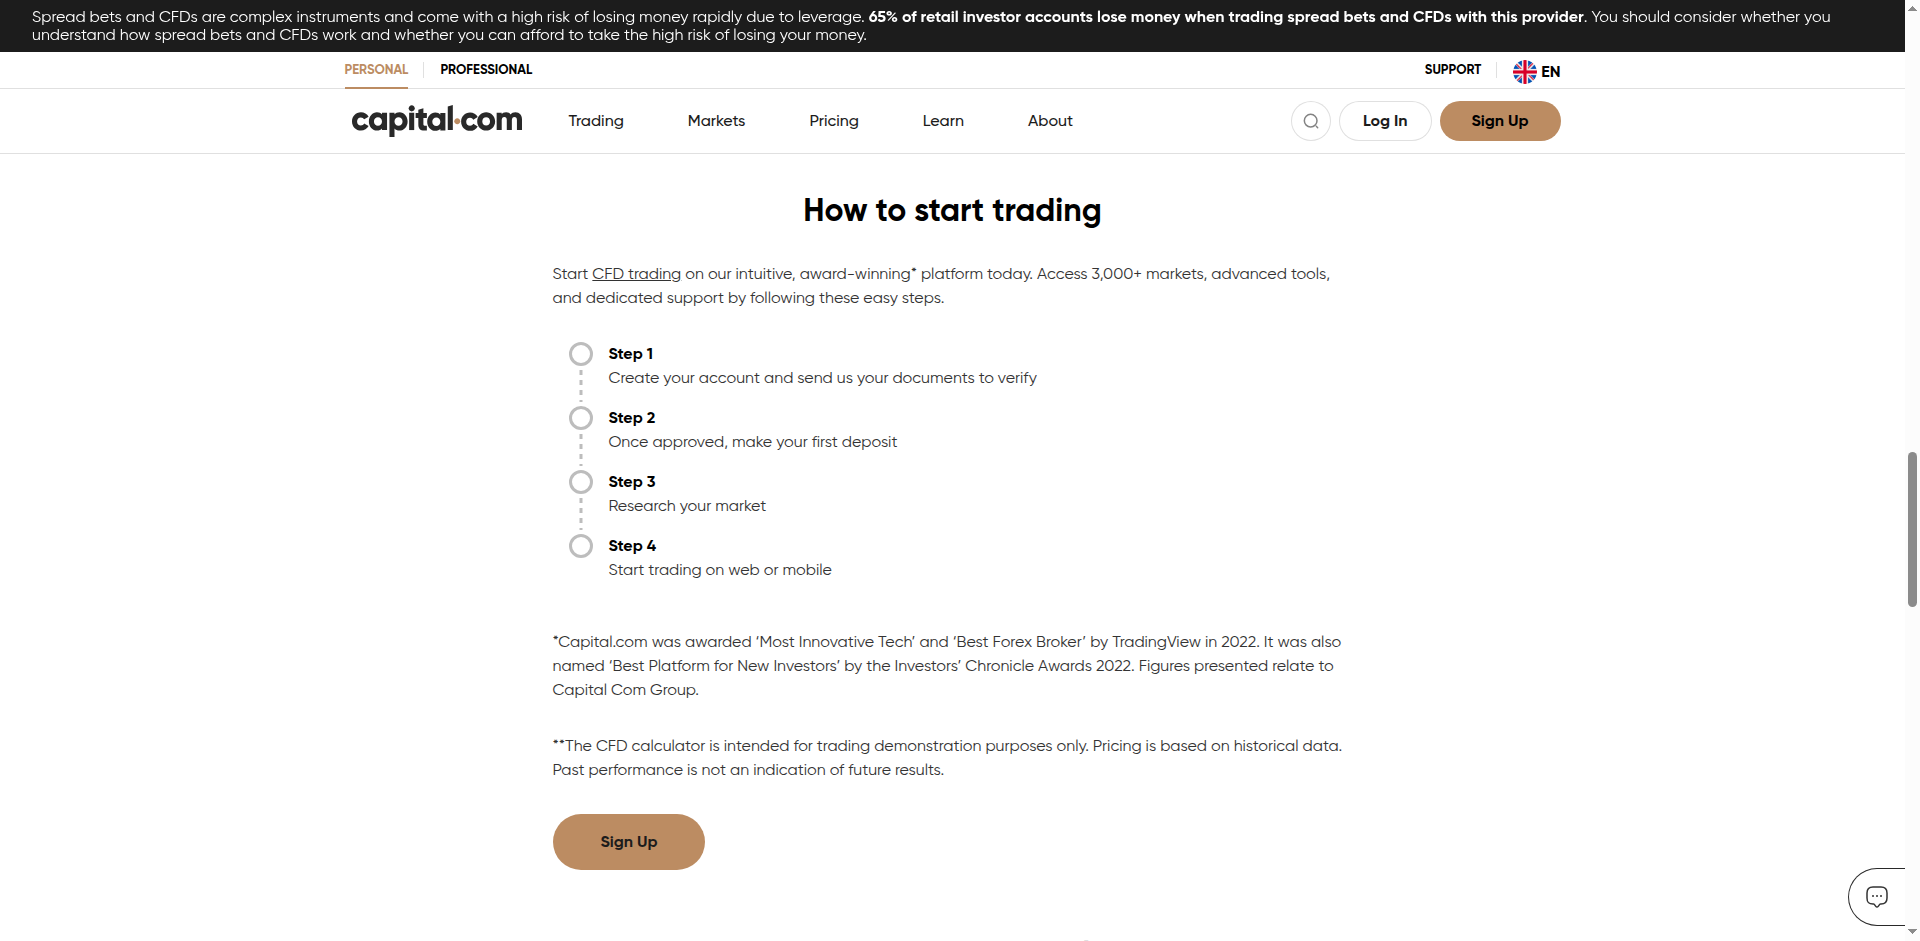 Spread bets and CFDs are complex instruments and come with a high risk of losing money rapidly due to leverage. 65% of retail investor accounts lose money when trading spread bets and CFDs with this provider. You should consider whether you
understand how spread bets and CFDs work and whether you can afford to take the high risk of losing your money.
PERSONAL PROFESSIONAL SUPPORT EN
capital.com Trading Markets Pricing Learn About Log In Sign Up
How to start trading
Start CFD trading on our intuitive, award-winning* platform today. Access 3,000+ markets, advanced tools,
and dedicated support by following these easy steps.
Step 1
Create your account and send us your documents to verify
Step 2
Once approved, make your first deposit
Step 3
Research your market
Step 4
Start trading on web or mobile
*Capital.com was awarded ‘Most Innovative Tech’ and ‘Best Forex Broker’ by TradingView in 2022. It was also
named ‘Best Platform for New Investors’ by the Investors’ Chronicle Awards 2022. Figures presented relate to
Capital Com Group.
**The CFD calculator is intended for trading demonstration purposes only. Pricing is based on historical data.
Past performance is not an indication of future results.
Sign Up